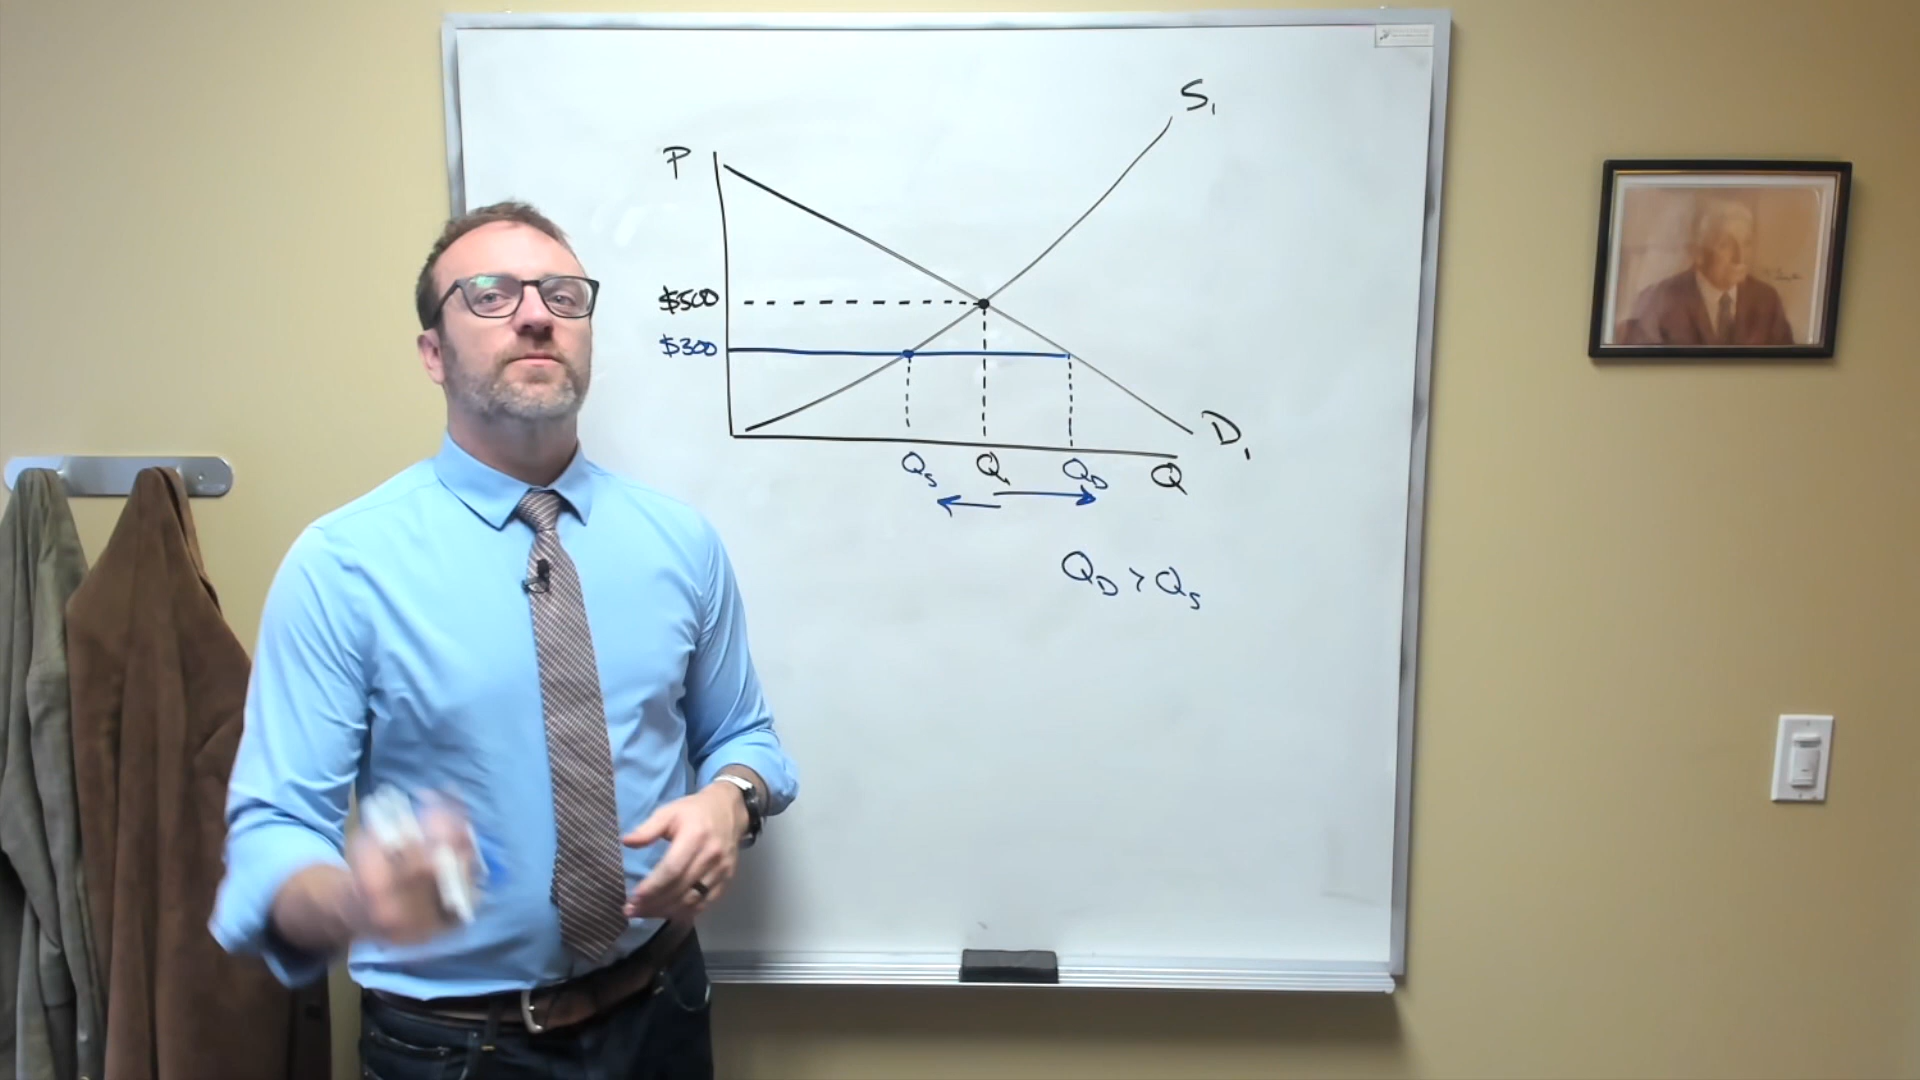 S₁
P
$500
$300
D₁
Qs Q₁ QD Q
QD > Qs